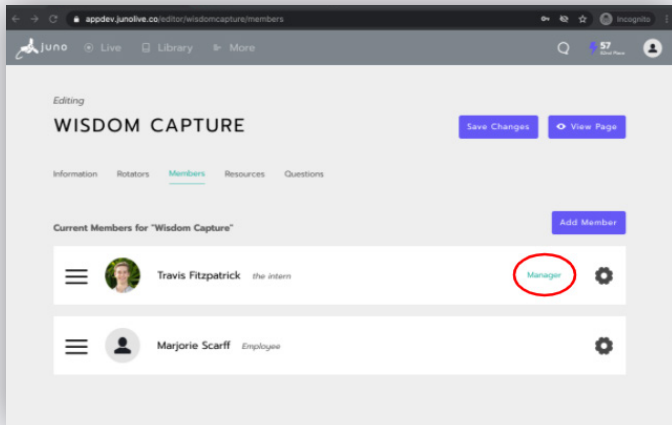 appdev.junolive.co/editor/wisdomcapture/members
Incognito
juno Live Library More
57
Editing
WISDOM CAPTURE
Save Changes
View Page
Information Rotators Members Resources Questions
Current Members for "Wisdom Capture"
Add Member
Travis Fitzpatrick the intern
Manager
Marjorie Scarff Employee